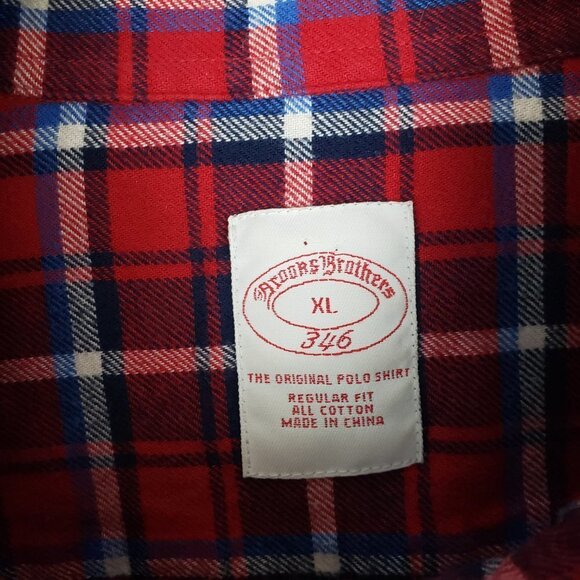 Brooks Brothers
XL
346
THE ORIGINAL POLO SHIRT
REGULAR FIT
ALL COTTON
MADE IN CHINA